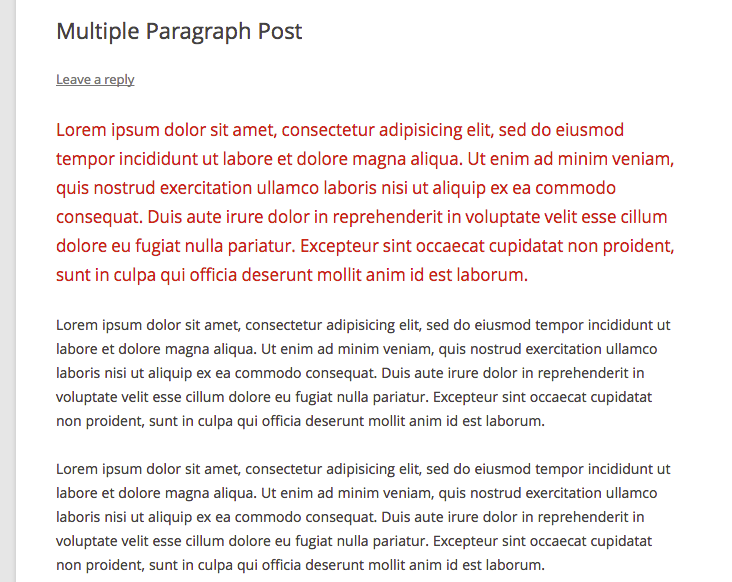 Multiple Paragraph Post
Leave a reply
Lorem ipsum dolor sit amet, consectetur adipisicing elit, sed do eiusmod
tempor incididunt ut labore et dolore magna aliqua. Ut enim ad minim veniam,
quis nostrud exercitation ullamco laboris nisi ut aliquip ex ea commodo
consequat. Duis aute irure dolor in reprehenderit in voluptate velit esse cillum
dolore eu fugiat nulla pariatur. Excepteur sint occaecat cupidatat non proident,
sunt in culpa qui officia deserunt mollit anim id est laborum.
Lorem ipsum dolor sit amet, consectetur adipisicing elit, sed do eiusmod tempor incididunt ut
labore et dolore magna aliqua. Ut enim ad minim veniam, quis nostrud exercitation ullamco
laboris nisi ut aliquip ex ea commodo consequat. Duis aute irure dolor in reprehenderit in
voluptate velit esse cillum dolore eu fugiat nulla pariatur. Excepteur sint occaecat cupidatat
non proident, sunt in culpa qui officia deserunt mollit anim id est laborum.
Lorem ipsum dolor sit amet, consectetur adipisicing elit, sed do eiusmod tempor incididunt ut
labore et dolore magna aliqua. Ut enim ad minim veniam, quis nostrud exercitation ullamco
laboris nisi ut aliquip ex ea commodo consequat. Duis aute irure dolor in reprehenderit in
voluptate velit esse cillum dolore eu fugiat nulla pariatur. Excepteur sint occaecat cupidatat
non proident, sunt in culpa qui officia deserunt mollit anim id est laborum.